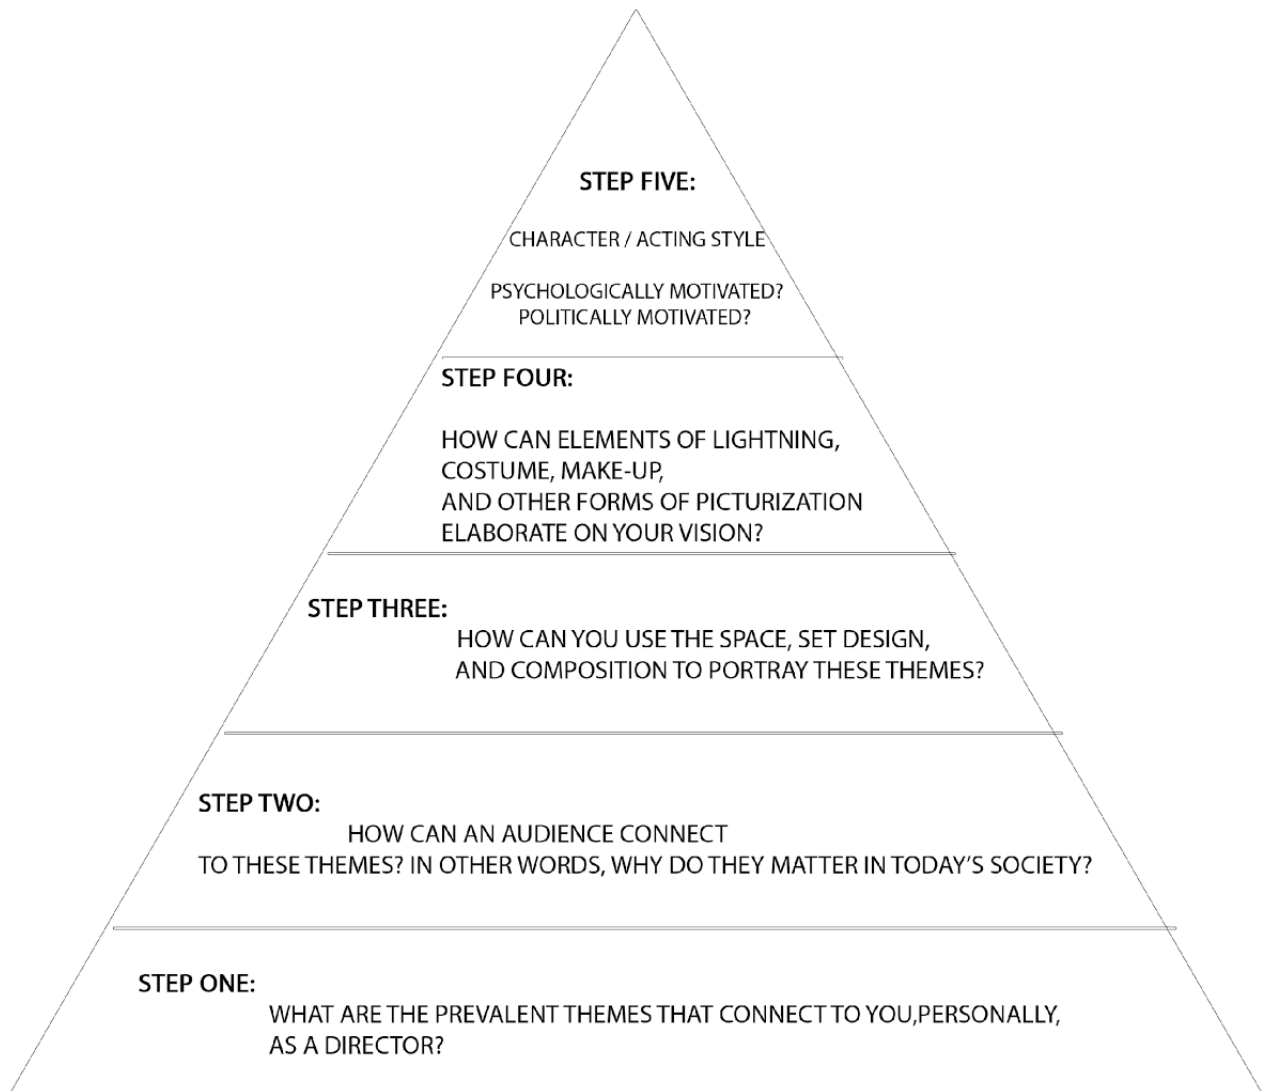 STEP FIVE:
CHARACTER / ACTING STYLE
PSYCHOLOGICALLY MOTIVATED?
POLITICALLY MOTIVATED?
STEP FOUR:
HOW CAN ELEMENTS OF LIGHTNING,
COSTUME, MAKE-UP,
AND OTHER FORMS OF PICTURIZATION
ELABORATE ON YOUR VISION?
STEP THREE:
HOW CAN YOU USE THE SPACE, SET DESIGN,
AND COMPOSITION TO PORTRAY THESE THEMES?
STEP TWO:
HOW CAN AN AUDIENCE CONNECT
TO THESE THEMES? IN OTHER WORDS, WHY DO THEY MATTER IN TODAY'S SOCIETY?
STEP ONE:
WHAT ARE THE PREVALENT THEMES THAT CONNECT TO YOU,PERSONALLY,
AS A DIRECTOR?